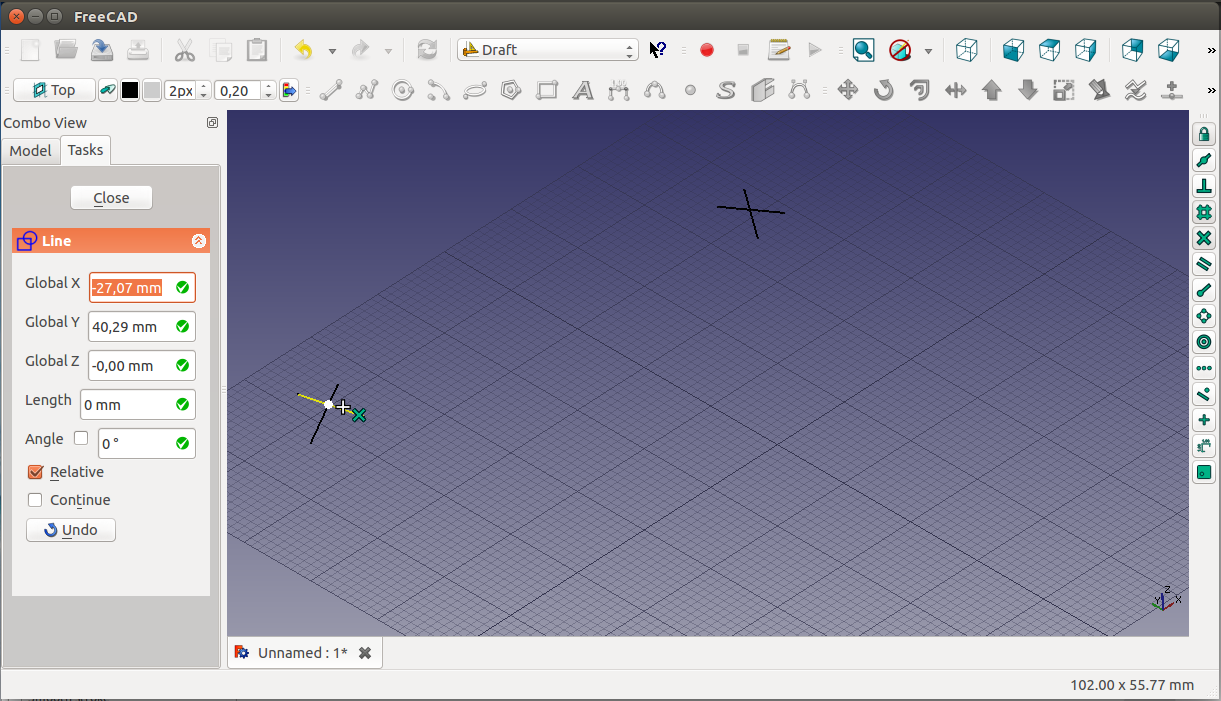 FreeCAD
Draft
»
Top
2px
0,20
»
Combo View
Model
Tasks
Close
Line
Global X
-27,07 mm
Global Y
40,29 mm
Global Z
-0,00 mm
Length
0 mm
Angle
0 °
Relative
Continue
Undo
Z
Y
X
Unnamed : 1*
102.00 x 55.77 mm